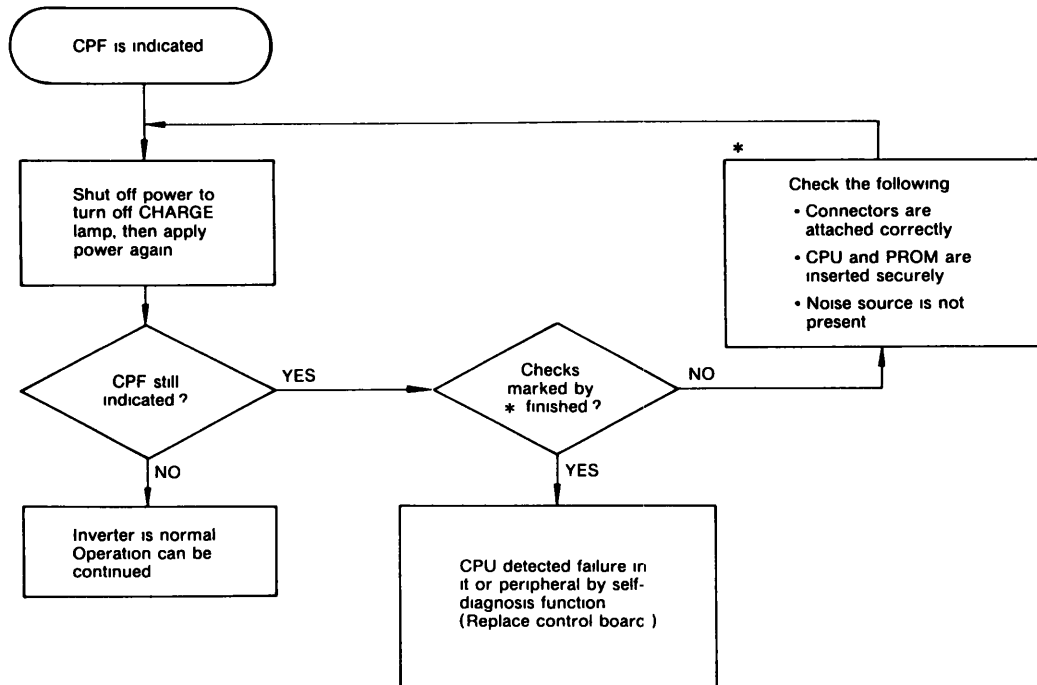 CPF is indicated
Shut off power to
turn off CHARGE
lamp, then apply
power again
*
Check the following
• Connectors are
attached correctly
• CPU and PROM are
inserted securely
• Noise source is not
present
CPF still
indicated?
YES
Checks
marked by
* finished?
NO
NO
YES
Inverter is normal
Operation can be
continued
CPU detected failure in
it or peripheral by self-
diagnosis function
(Replace control board)